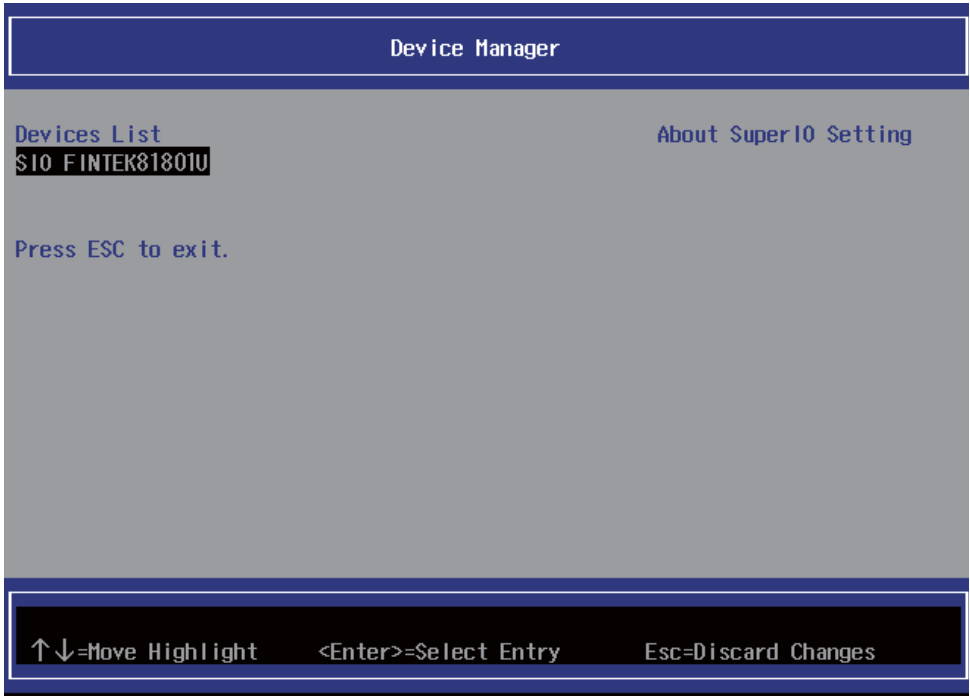 Device Manager
Devices List About SuperIO Setting
SIO FINTEK81801U
Press ESC to exit.
↑↓=Move Highlight <Enter>=Select Entry Esc=Discard Changes